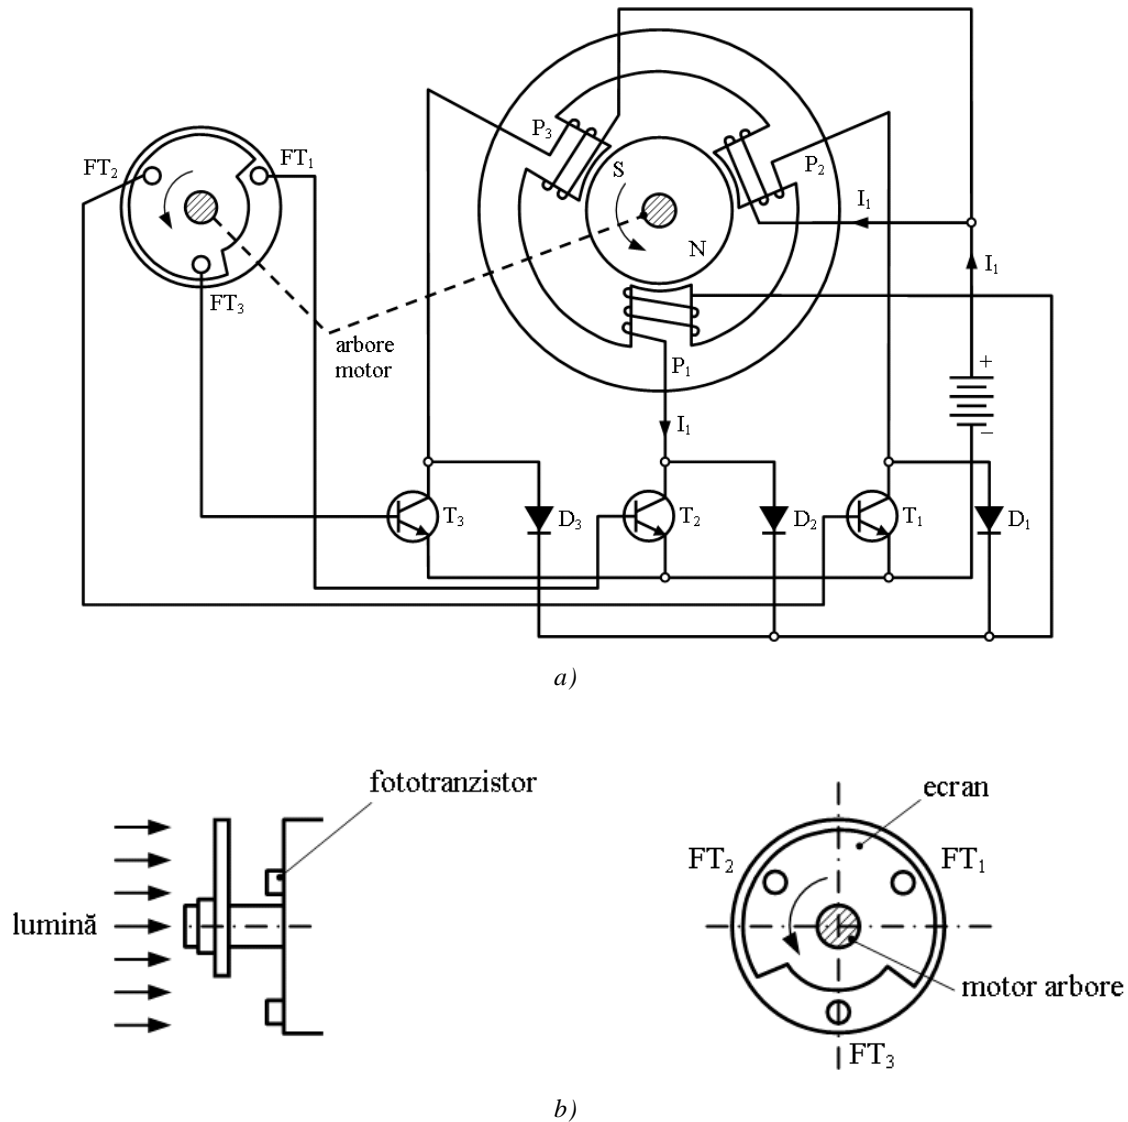 P₃
S
P₂
FT₂
FT₁
I₁
N
I₁
FT₃
arbore
motor
P₁
+
I₁
−
T₃
D₃
T₂
D₂
T₁
D₁
a)
fototranzistor
ecran
FT₂
FT₁
lumină
motor arbore
FT₃
b)